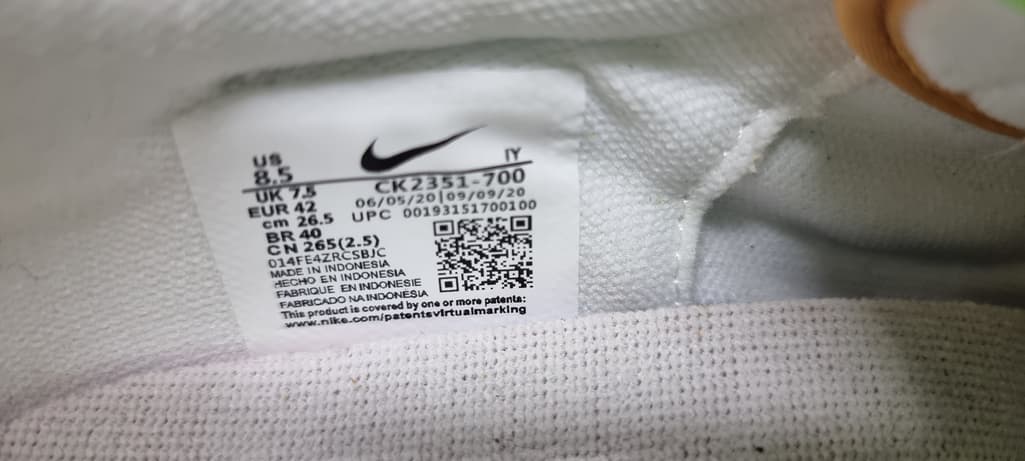 US
8.5
UK 7.5
EUR 42
cm 26.5
BR 40
CN 265(2.5)
014FE4ZRCSBJC
MADE IN INDONESIA
HECHO EN INDONESIA
FABRIQUE EN INDONESIE
FABRICADO NA INDONESIA
IY
CK2351-700
06/05/20|09/09/20
UPC 00193151700100
This product is covered by one or more patents:
www.nike.com/patentsvirtualmarking